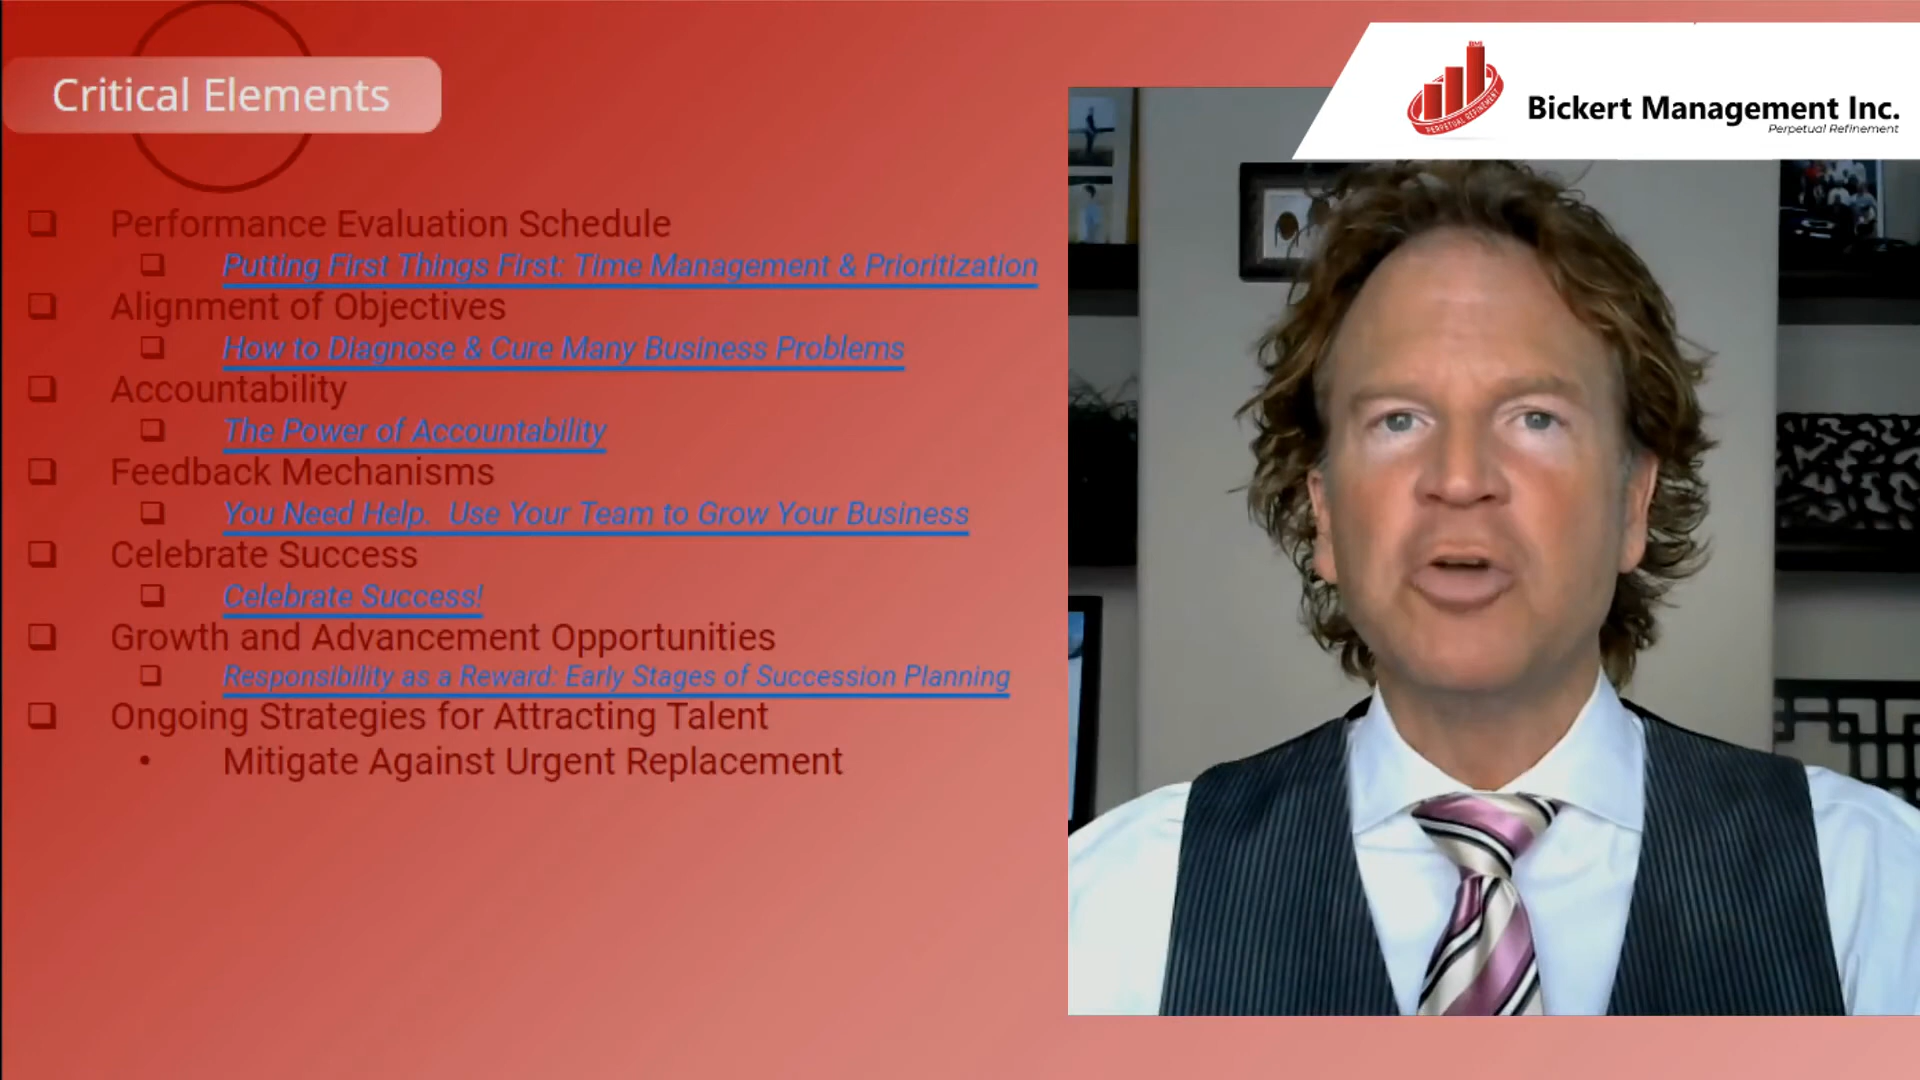 Critical Elements
Performance Evaluation Schedule
Putting First Things First: Time Management & Prioritization
Alignment of Objectives
How to Diagnose & Cure Many Business Problems
Accountability
The Power of Accountability
Feedback Mechanisms
You Need Help.  Use Your Team to Grow Your Business
Celebrate Success
Celebrate Success!
Growth and Advancement Opportunities
Responsibility as a Reward: Early Stages of Succession Planning
Ongoing Strategies for Attracting Talent
• Mitigate Against Urgent Replacement
BMI
PERPETUAL REFINEMENT
Bickert Management Inc.
Perpetual Refinement